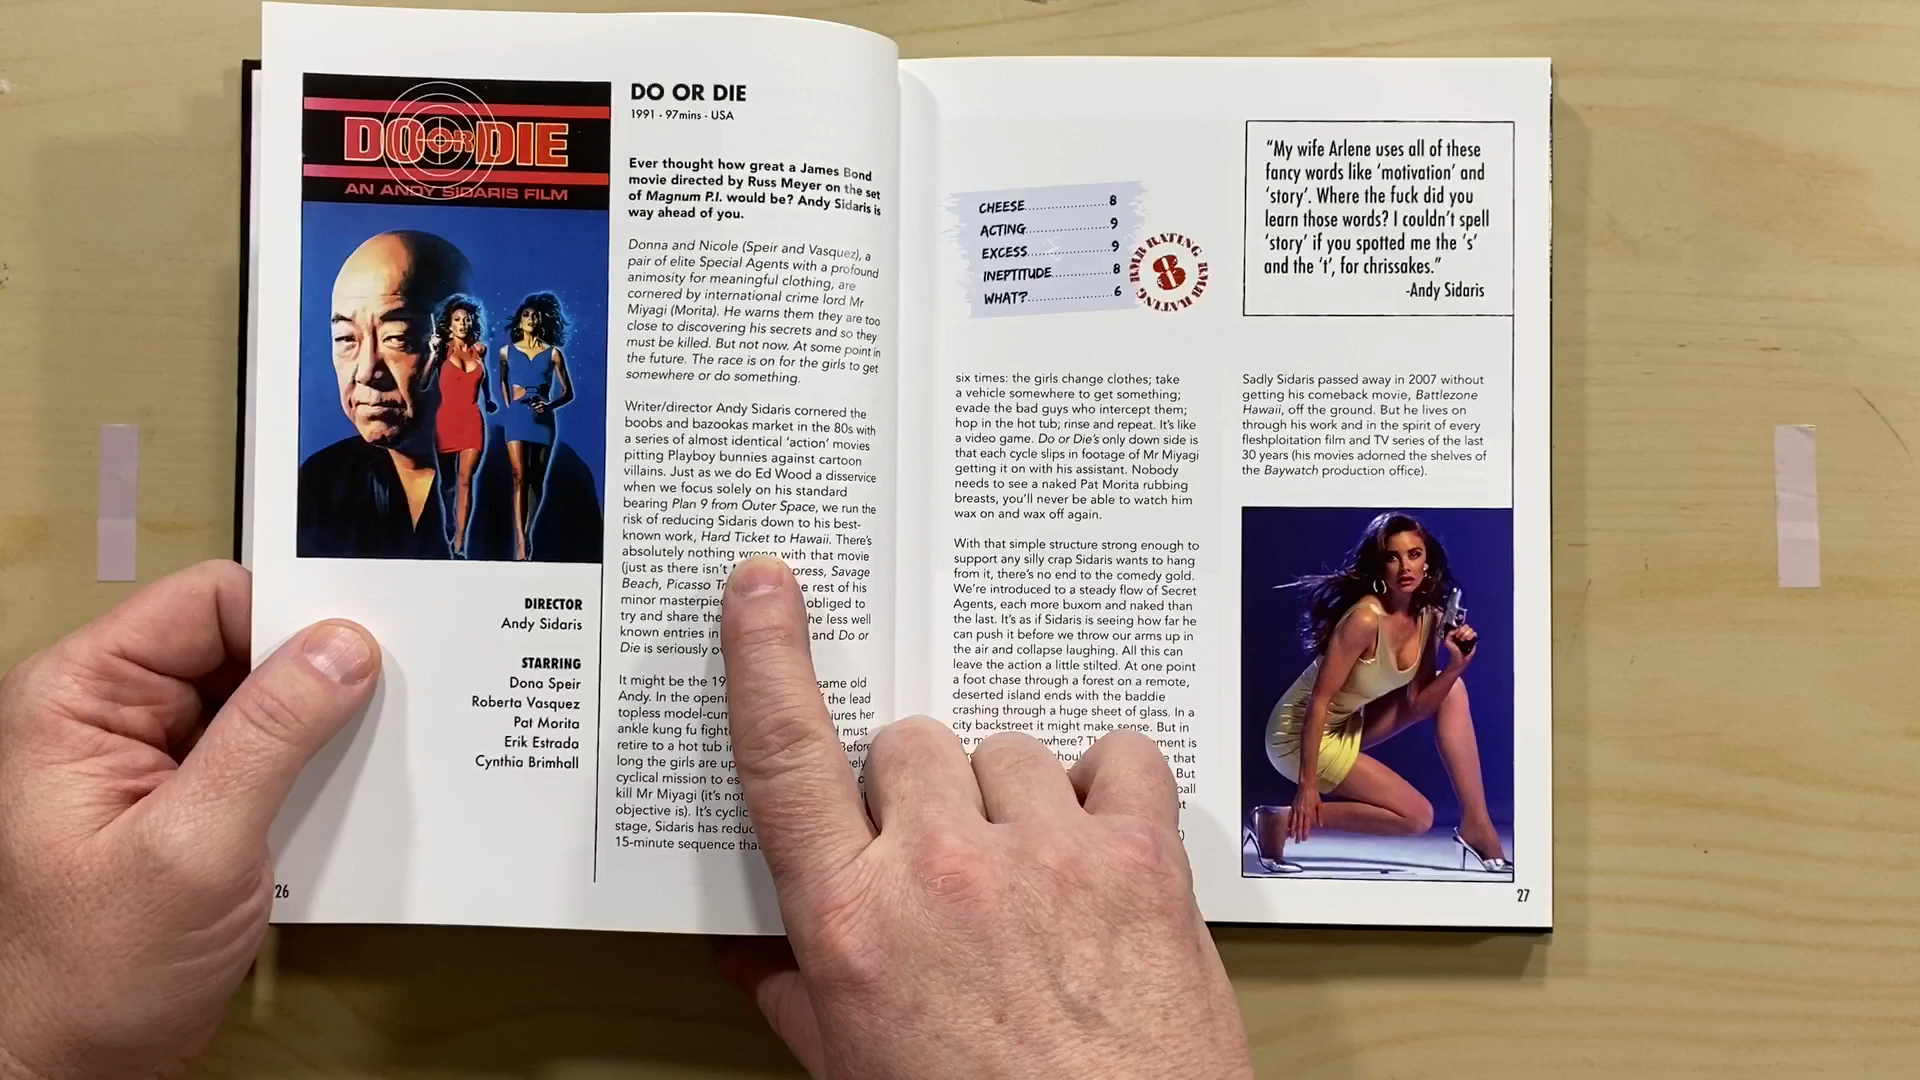 DO OR DIE
AN ANDY SIDARIS FILM
DIRECTOR
Andy Sidaris
STARRING
Dona Speir
Roberta Vasquez
Pat Morita
Erik Estrada
Cynthia Brimhall
26
DO OR DIE
1991 - 97mins - USA
Ever thought how great a James Bond
movie directed by Russ Meyer on the set
of Magnum P.I. would be? Andy Sidaris is
way ahead of you.
Donna and Nicole (Speir and Vasquez), a
pair of elite Special Agents with a profound
animosity for meaningful clothing, are
cornered by international crime lord Mr
Miyagi (Morita). He warns them they are too
close to discovering his secrets and so they
must be killed. But not now. At some point in
the future. The race is on for the girls to get
somewhere or do something.
Writer/director Andy Sidaris cornered the
boobs and bazookas market in the 80s with
a series of almost identical 'action' movies
pitting Playboy bunnies against cartoon
villains. Just as we do Ed Wood a disservice
when we focus solely on his standard
bearing Plan 9 from Outer Space, we run the
risk of reducing Sidaris down to his best-
known work, Hard Ticket to Hawaii. There's
absolutely nothing wrong with that movie
(just as there isn't Savage
Beach, Picasso rest of his
minor obliged to
try and share the less well
known entries in and Do or
Die is seriously
It might be the same old
Andy. In the the lead
topless her
ankle kung fu must
retire to a hot tub Before
long the girls are
cyclical mission to
kill Mr Miyagi (it's not
objective is). It's
stage, Sidaris has
15-minute sequence
CHEESE 8
ACTING 9
EXCESS 9
INEPTITUDE 8
WHAT? 6
RMR RATING RMR RATING
8
six times: the girls change clothes; take
a vehicle somewhere to get something;
evade the bad guys who intercept them;
hop in the hot tub; rinse and repeat. It's like
a video game. Do or Die's only down side is
that each cycle slips in footage of Mr Miyagi
getting it on with his assistant. Nobody
needs to see a naked Pat Morita rubbing
breasts, you'll never be able to watch him
wax on and wax off again.
With that simple structure strong enough to
support any silly crap Sidaris wants to hang
from it, there's no end to the comedy gold.
We're introduced to a steady flow of Secret
Agents, each more buxom and naked than
the last. It's as if Sidaris is seeing how far he
can push it before we throw our arms up in
the air and collapse laughing. All this can
leave the action a little stilted. At one point
a foot chase through a forest on a remote,
deserted island ends with the baddie
crashing through a huge sheet of glass. In a
city backstreet it might make sense. But in
is
that
But
"My wife Arlene uses all of these
fancy words like 'motivation' and
'story'. Where the fuck did you
learn those words? I couldn't spell
'story' if you spotted me the 's'
and the 't', for chrissakes."
-Andy Sidaris
Sadly Sidaris passed away in 2007 without
getting his comeback movie, Battlezone
Hawaii, off the ground. But he lives on
through his work and in the spirit of every
fleshploitation film and TV series of the last
30 years (his movies adorned the shelves of
the Baywatch production office).
27